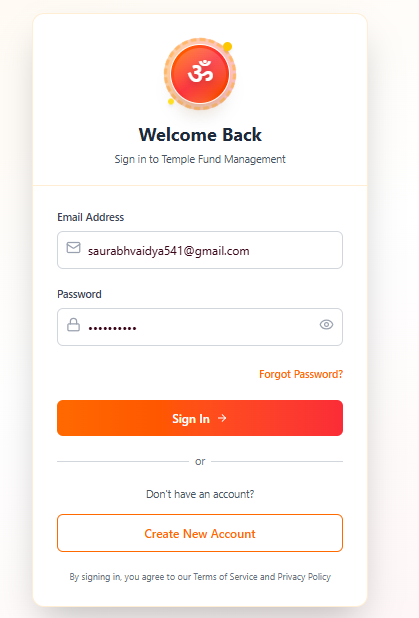 ॐ
Welcome Back
Sign in to Temple Fund Management
Email Address
saurabhvaidya541@gmail.com
Password
••••••••••
Forgot Password?
Sign In →
or
Don't have an account?
Create New Account
By signing in, you agree to our Terms of Service and Privacy Policy